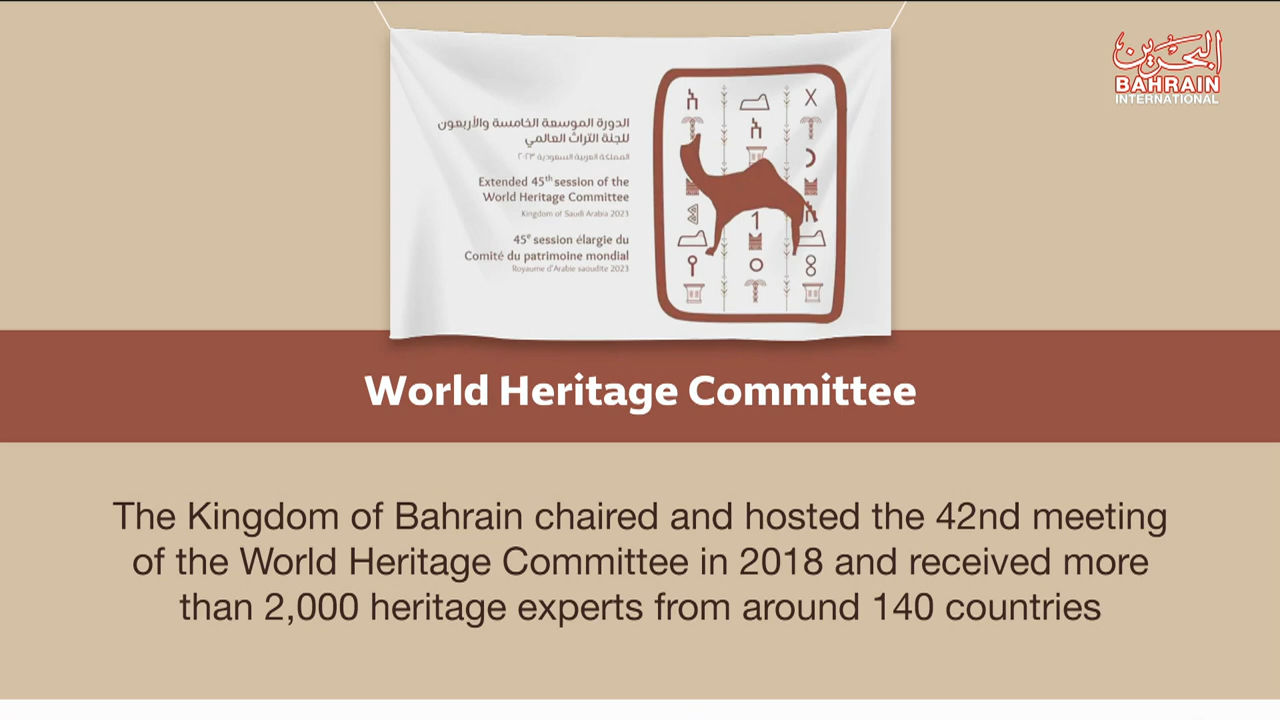 البحرين
BAHRAIN
INTERNATIONAL
الدورة الموسعة الخامسة والأربعون
للجنة التراث العالمي
المملكة العربية السعودية ٢٠٢٣
Extended 45th session of the
World Heritage Committee
Kingdom of Saudi Arabia 2023
45e session élargie du
Comité du patrimoine mondial
Royaume d'Arabie saoudite 2023
World Heritage Committee
The Kingdom of Bahrain chaired and hosted the 42nd meeting
of the World Heritage Committee in 2018 and received more
than 2,000 heritage experts from around 140 countries